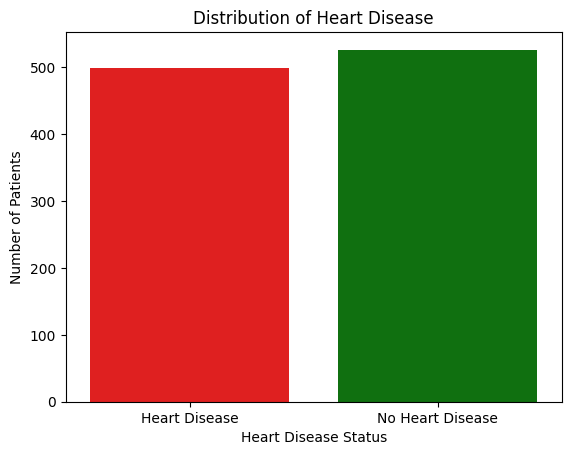 Distribution of Heart Disease
Number of Patients
500
400
300
200
100
0
Heart Disease
No Heart Disease
Heart Disease Status